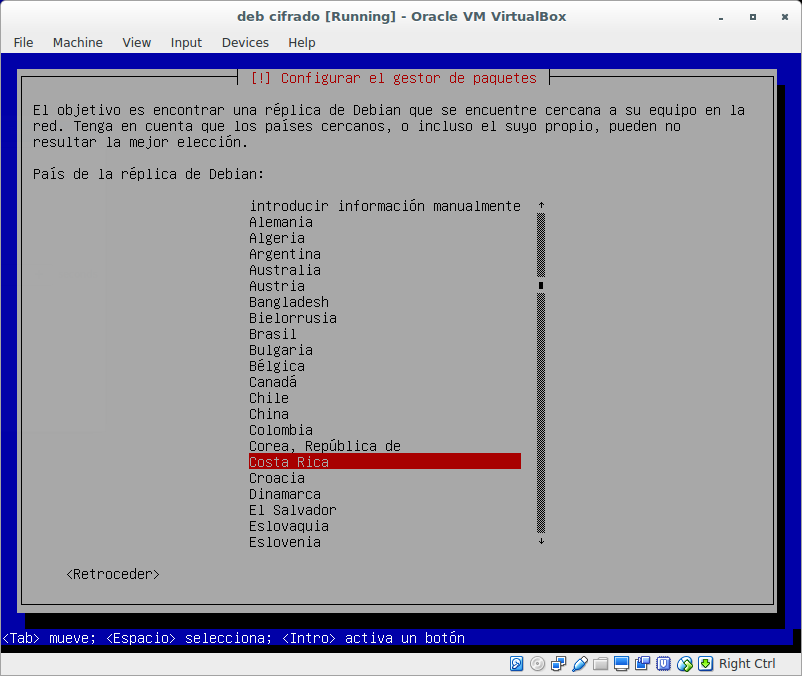 deb cifrado [Running] - Oracle VM VirtualBox
File Machine View Input Devices Help
[!] Configurar el gestor de paquetes
El objetivo es encontrar una réplica de Debian que se encuentre cercana a su equipo en la
red. Tenga en cuenta que los países cercanos, o incluso el suyo propio, pueden no
resultar la mejor elección.
País de la réplica de Debian:
introducir información manualmente ↑
Alemania
Algeria
Argentina
Australia
Austria
Bangladesh
Bielorrusia
Brasil
Bulgaria
Bélgica
Canadá
Chile
China
Colombia
Corea, República de
Costa Rica
Croacia
Dinamarca
El Salvador
Eslovaquia
Eslovenia ↓
<Retroceder>
<Tab> mueve; <Espacio> selecciona; <Intro> activa un botón
Right Ctrl